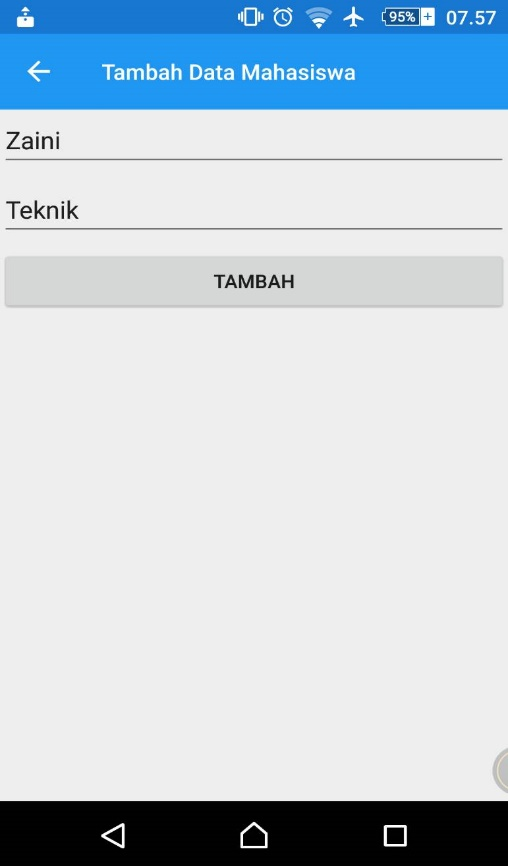 95% 07.57
Tambah Data Mahasiswa
Zaini
Teknik
TAMBAH